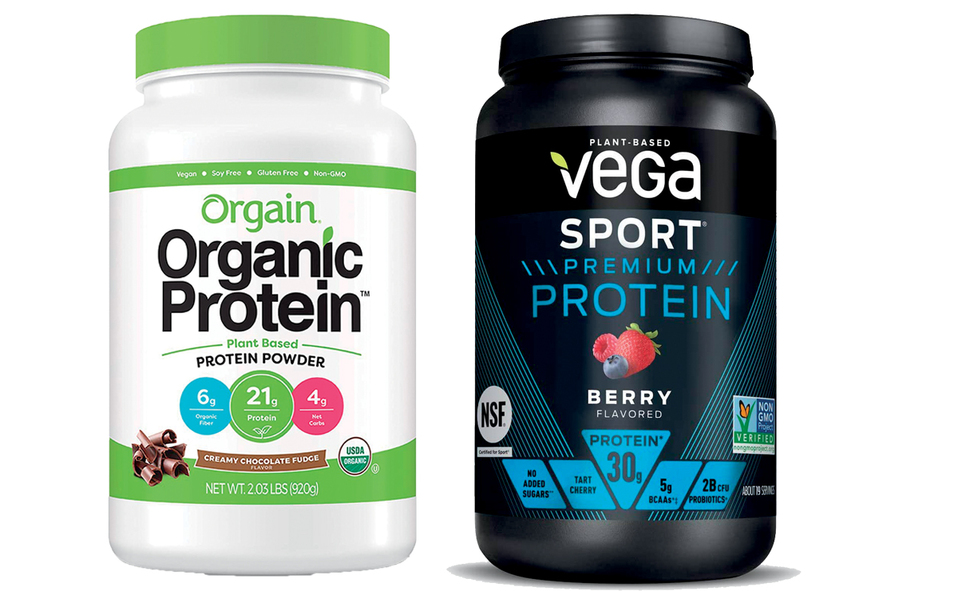 Vegan • Soy Free • Gluten Free • Non-GMO
Orgain®
Organic
Protein™
Plant Based
PROTEIN POWDER
6g
Organic
Fiber
21g
Protein
4g
Net
Carbs
CREAMY CHOCOLATE FUDGE
FLAVOR
USDA
ORGANIC
U
NET WT. 2.03 LBS (920g)
PLANT-BASED
vega
SPORT®
PREMIUM
PROTEIN
BERRY
FLAVORED
NSF
Certified for Sport®
NON
GMO
Project
VERIFIED
nongmoproject.org
PROTEIN*
30g
NO
ADDED
SUGARS**
TART
CHERRY
5g
BCAAs*‡
2B CFU
PROBIOTICS*
ABOUT 19 SERVINGS